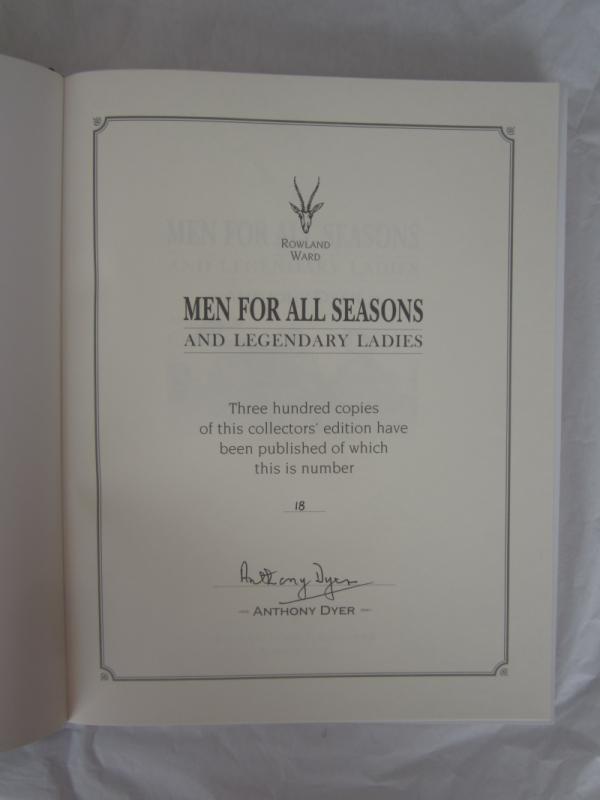 ROWLAND
WARD
MEN FOR ALL SEASONS
AND LEGENDARY LADIES
Three hundred copies
of this collectors' edition have
been published of which
this is number
18
Anthony Dyer
ANTHONY DYER